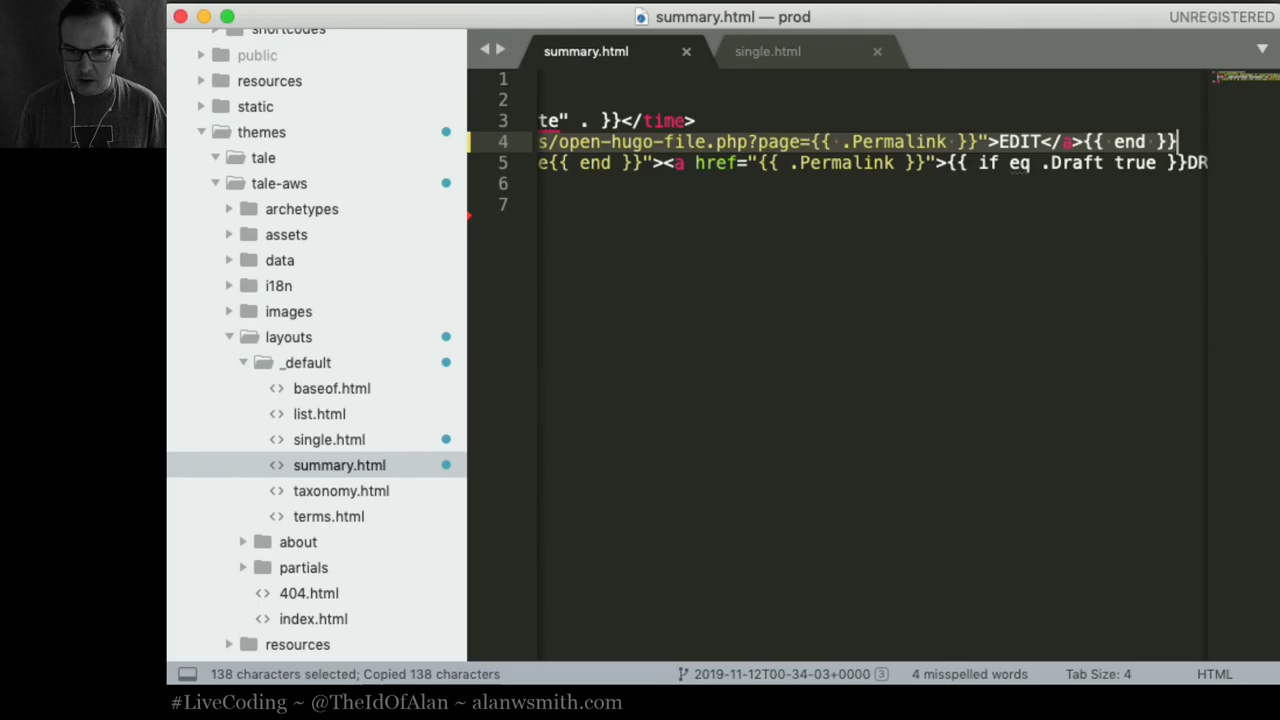 summary.html — prod
UNREGISTERED
shortcodes
public
resources
static
themes
tale
tale-aws
archetypes
assets
data
i18n
images
layouts
_default
baseof.html
list.html
single.html
summary.html
taxonomy.html
terms.html
about
partials
404.html
index.html
resources
summary.html
single.html
1
2
3 te" . }}</time>
4 s/open-hugo-file.php?page={{ .Permalink }}">EDIT</a>{{ end }}
5 e{{ end }}"><a href="{{ .Permalink }}">{{ if eq .Draft true }}DR
6
7
138 characters selected; Copied 138 characters
2019-11-12T00-34-03+0000 3
4 misspelled words
Tab Size: 4
HTML
#LiveCoding ~ @TheIdOfAlan ~ alanwsmith.com